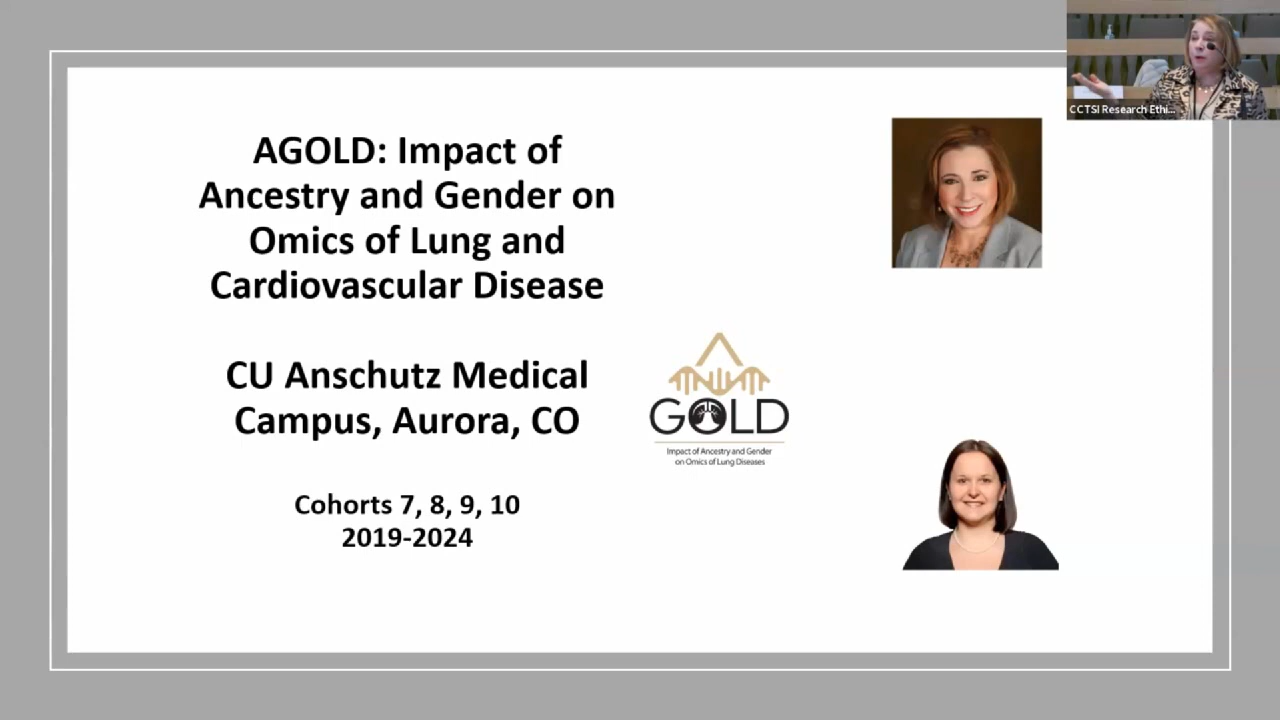 CCTSI Research Ethi...
AGOLD: Impact of
Ancestry and Gender on
Omics of Lung and
Cardiovascular Disease
CU Anschutz Medical
Campus, Aurora, CO
GOLD
Impact of Ancestry and Gender
on Omics of Lung Diseases
Cohorts 7, 8, 9, 10
2019-2024